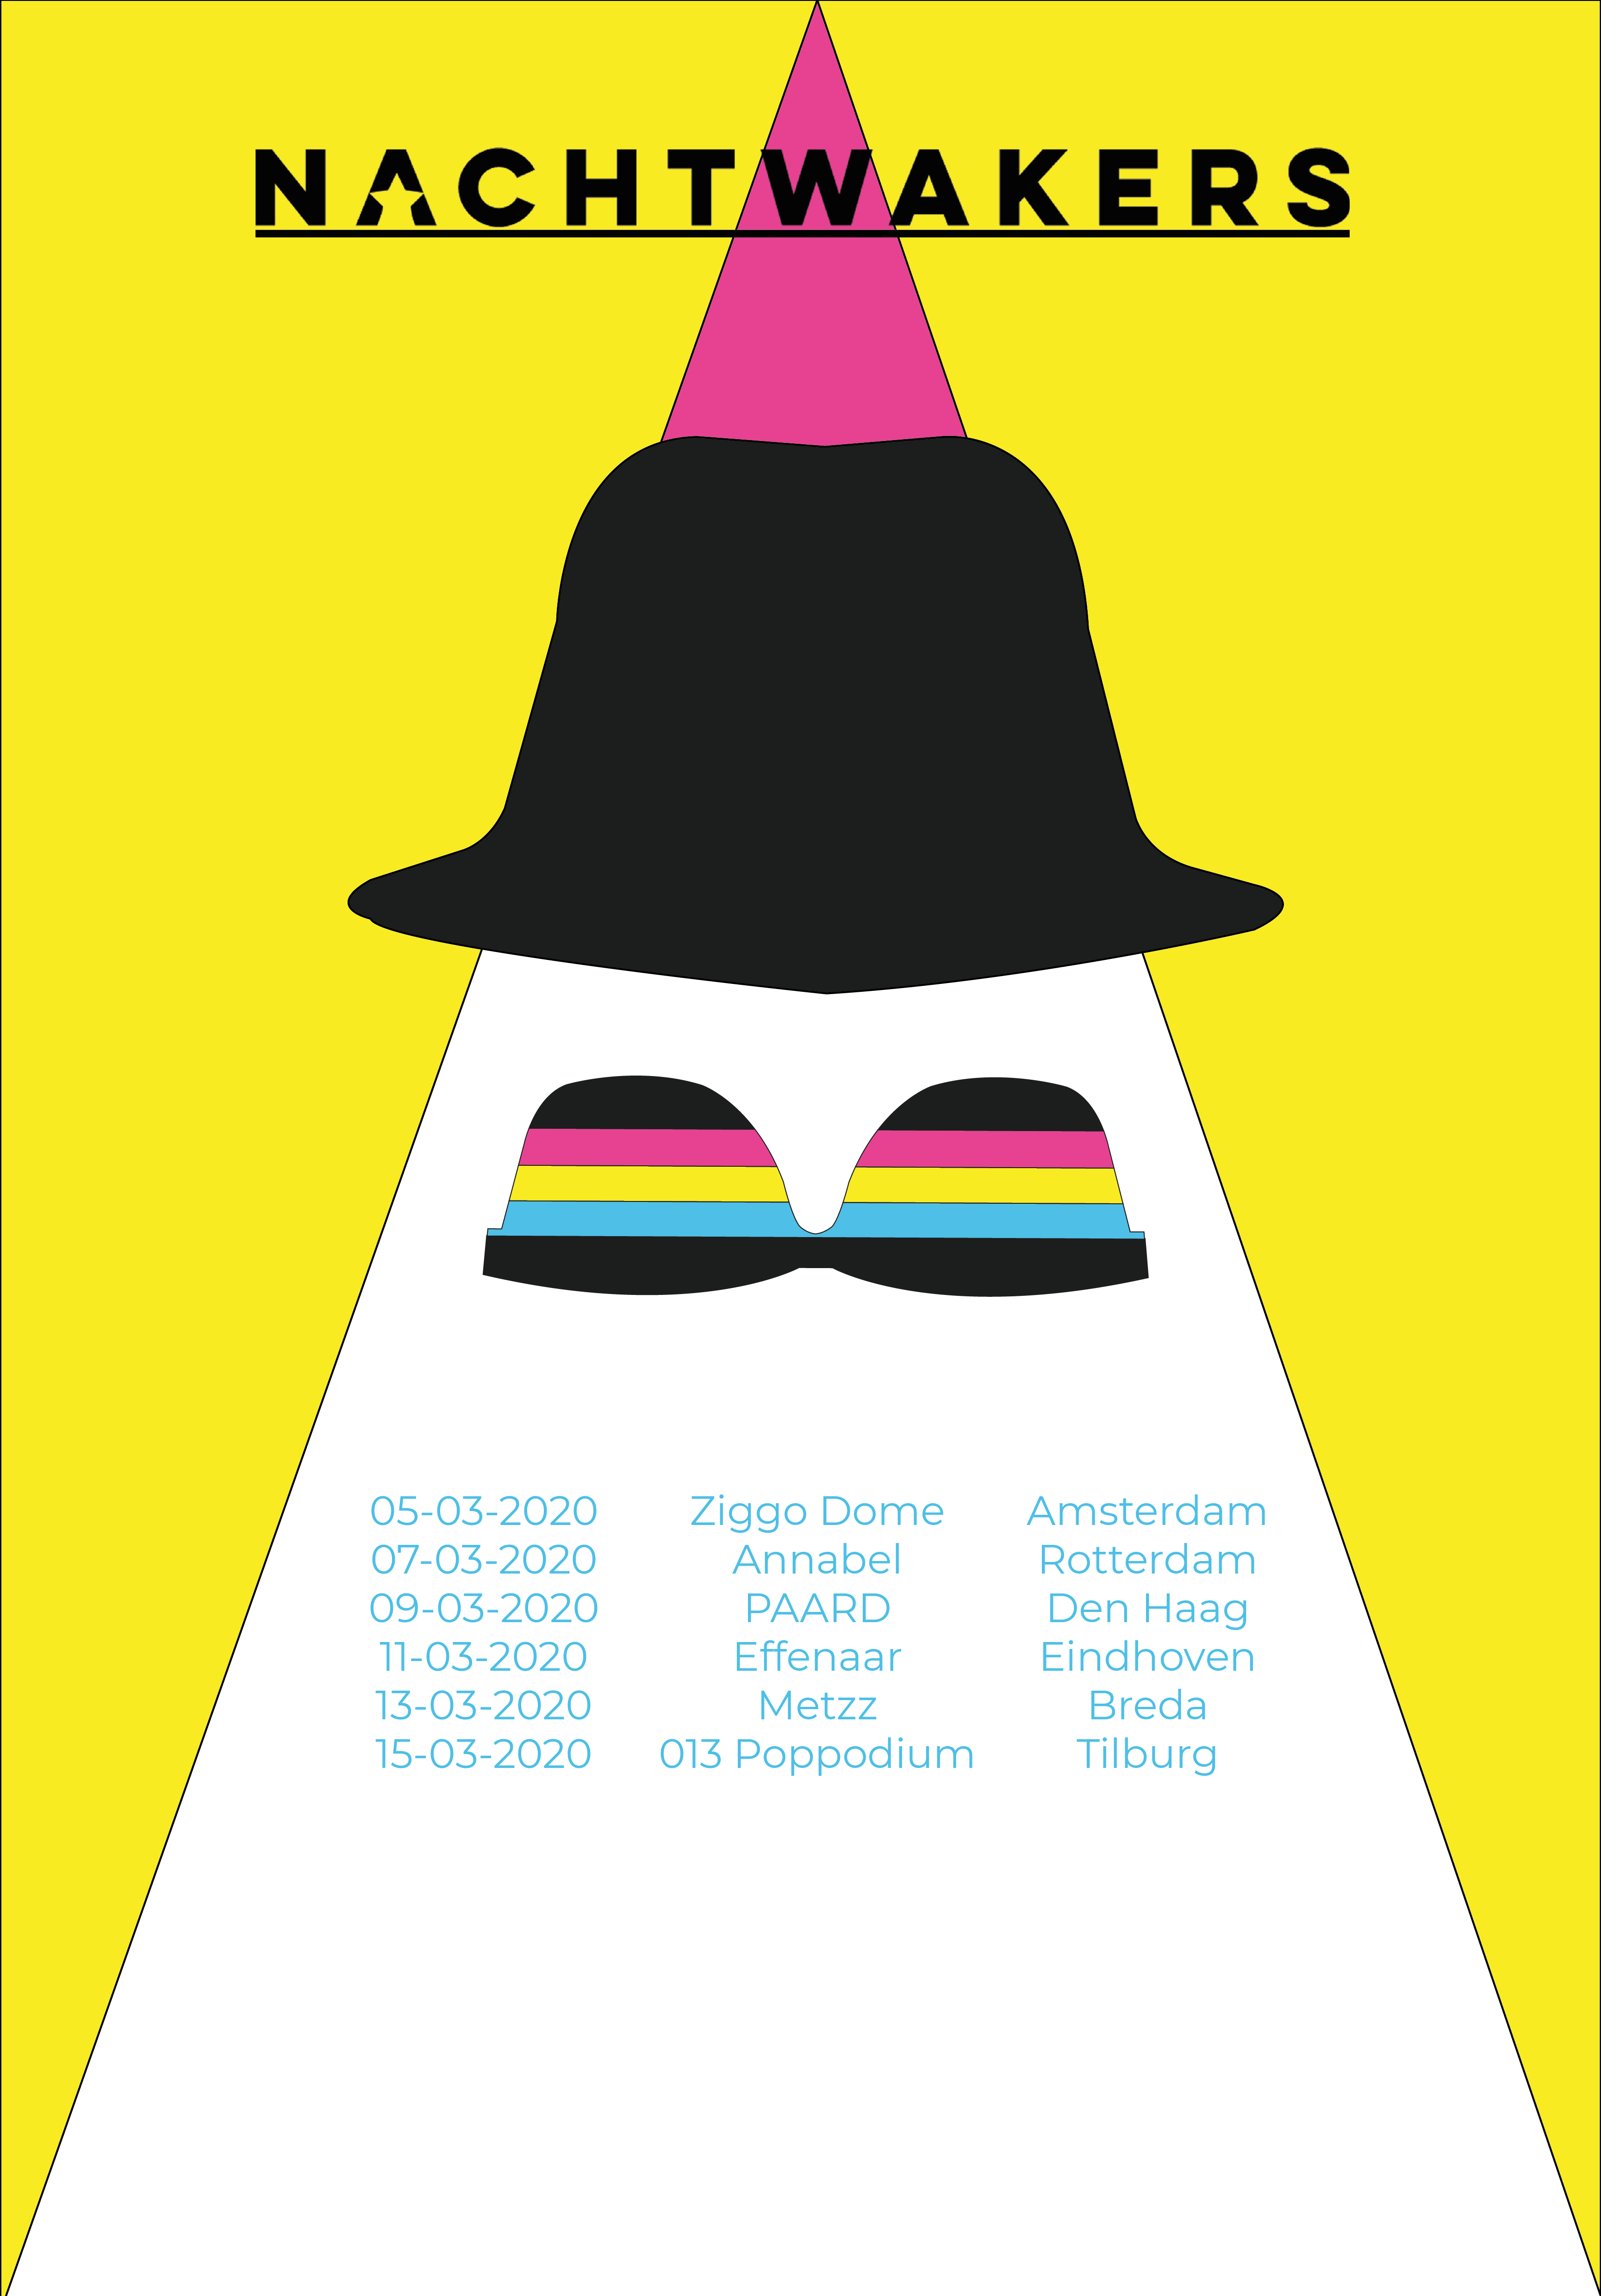 NACHTWAKERS
05-03-2020 Ziggo Dome Amsterdam
07-03-2020 Annabel Rotterdam
09-03-2020 PAARD Den Haag
11-03-2020 Effenaar Eindhoven
13-03-2020 Metzz Breda
15-03-2020 013 Poppodium Tilburg